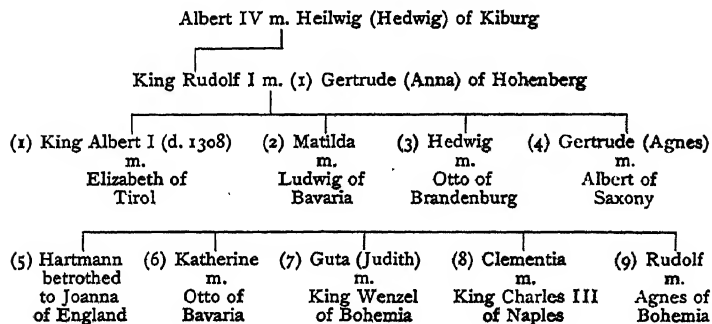 Albert IV m. Heilwig (Hedwig) of Kiburg
King Rudolf I m. (1) Gertrude (Anna) of Hohenberg
(1) King Albert I (d. 1308) (2) Matilda (3) Hedwig (4) Gertrude (Agnes)
m. m. m. m.
Elizabeth of Ludwig of Otto of Albert of
Tirol Bavaria Brandenburg Saxony
(5) Hartmann (6) Katherine (7) Guta (Judith) (8) Clementia (9) Rudolf
betrothed m. m. m. m.
to Joanna Otto of King Wenzel King Charles III Agnes of
of England Bavaria of Bohemia of Naples Bohemia